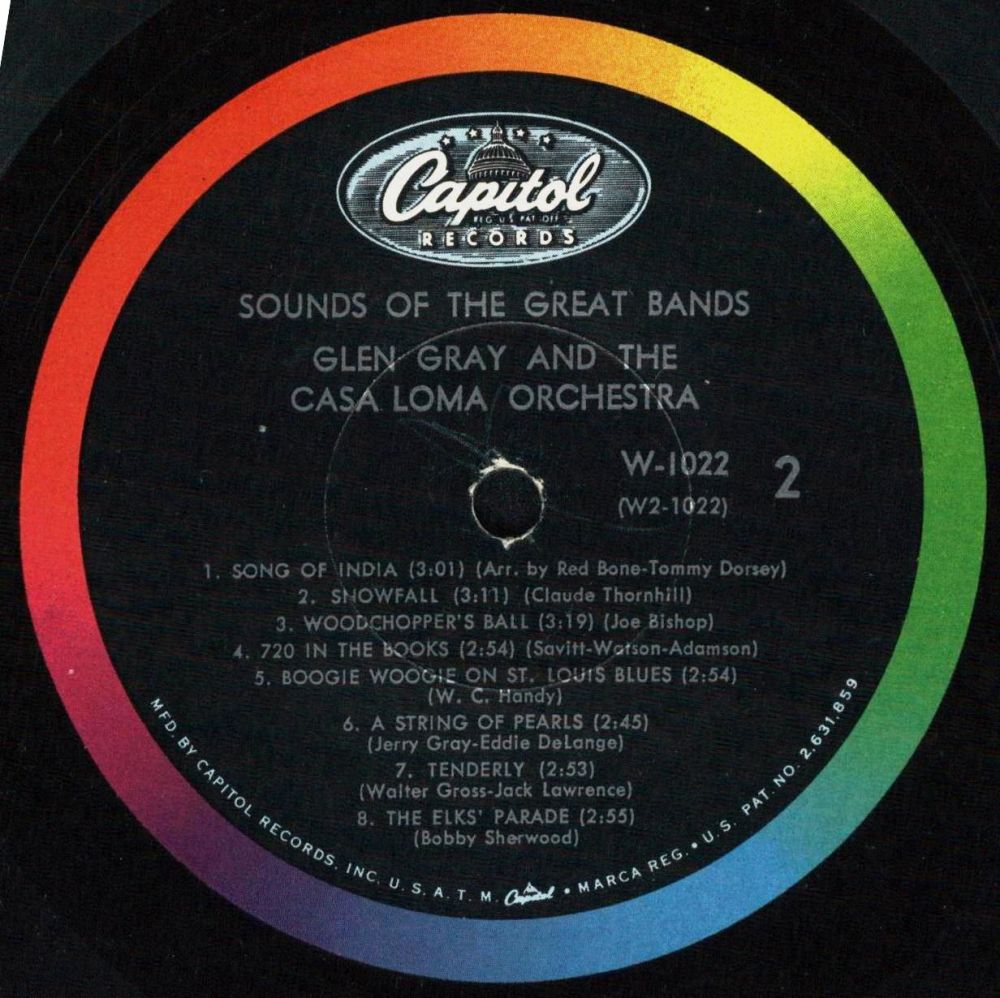 Capitol
REG. U.S. PAT. OFF.
RECORDS
SOUNDS OF THE GREAT BANDS
GLEN GRAY AND THE
CASA LOMA ORCHESTRA
W-1022
2
(W2-1022)
1. SONG OF INDIA (3:01) (Arr. by Red Bone-Tommy Dorsey)
2. SNOWFALL (3:11) (Claude Thornhill)
3. WOODCHOPPER'S BALL (3:19) (Joe Bishop)
4. 720 IN THE BOOKS (2:54) (Savitt-Watson-Adamson)
5. BOOGIE WOOGIE ON ST. LOUIS BLUES (2:54)
(W. C. Handy)
6. A STRING OF PEARLS (2:45)
(Jerry Gray-Eddie DeLange)
7. TENDERLY (2:53)
(Walter Gross-Jack Lawrence)
8. THE ELKS' PARADE (2:55)
(Bobby Sherwood)
MFD. BY CAPITOL RECORDS, INC. U.S.A. T.M. Capitol • MARCA REG. • U.S. PAT. NO. 2,631,859